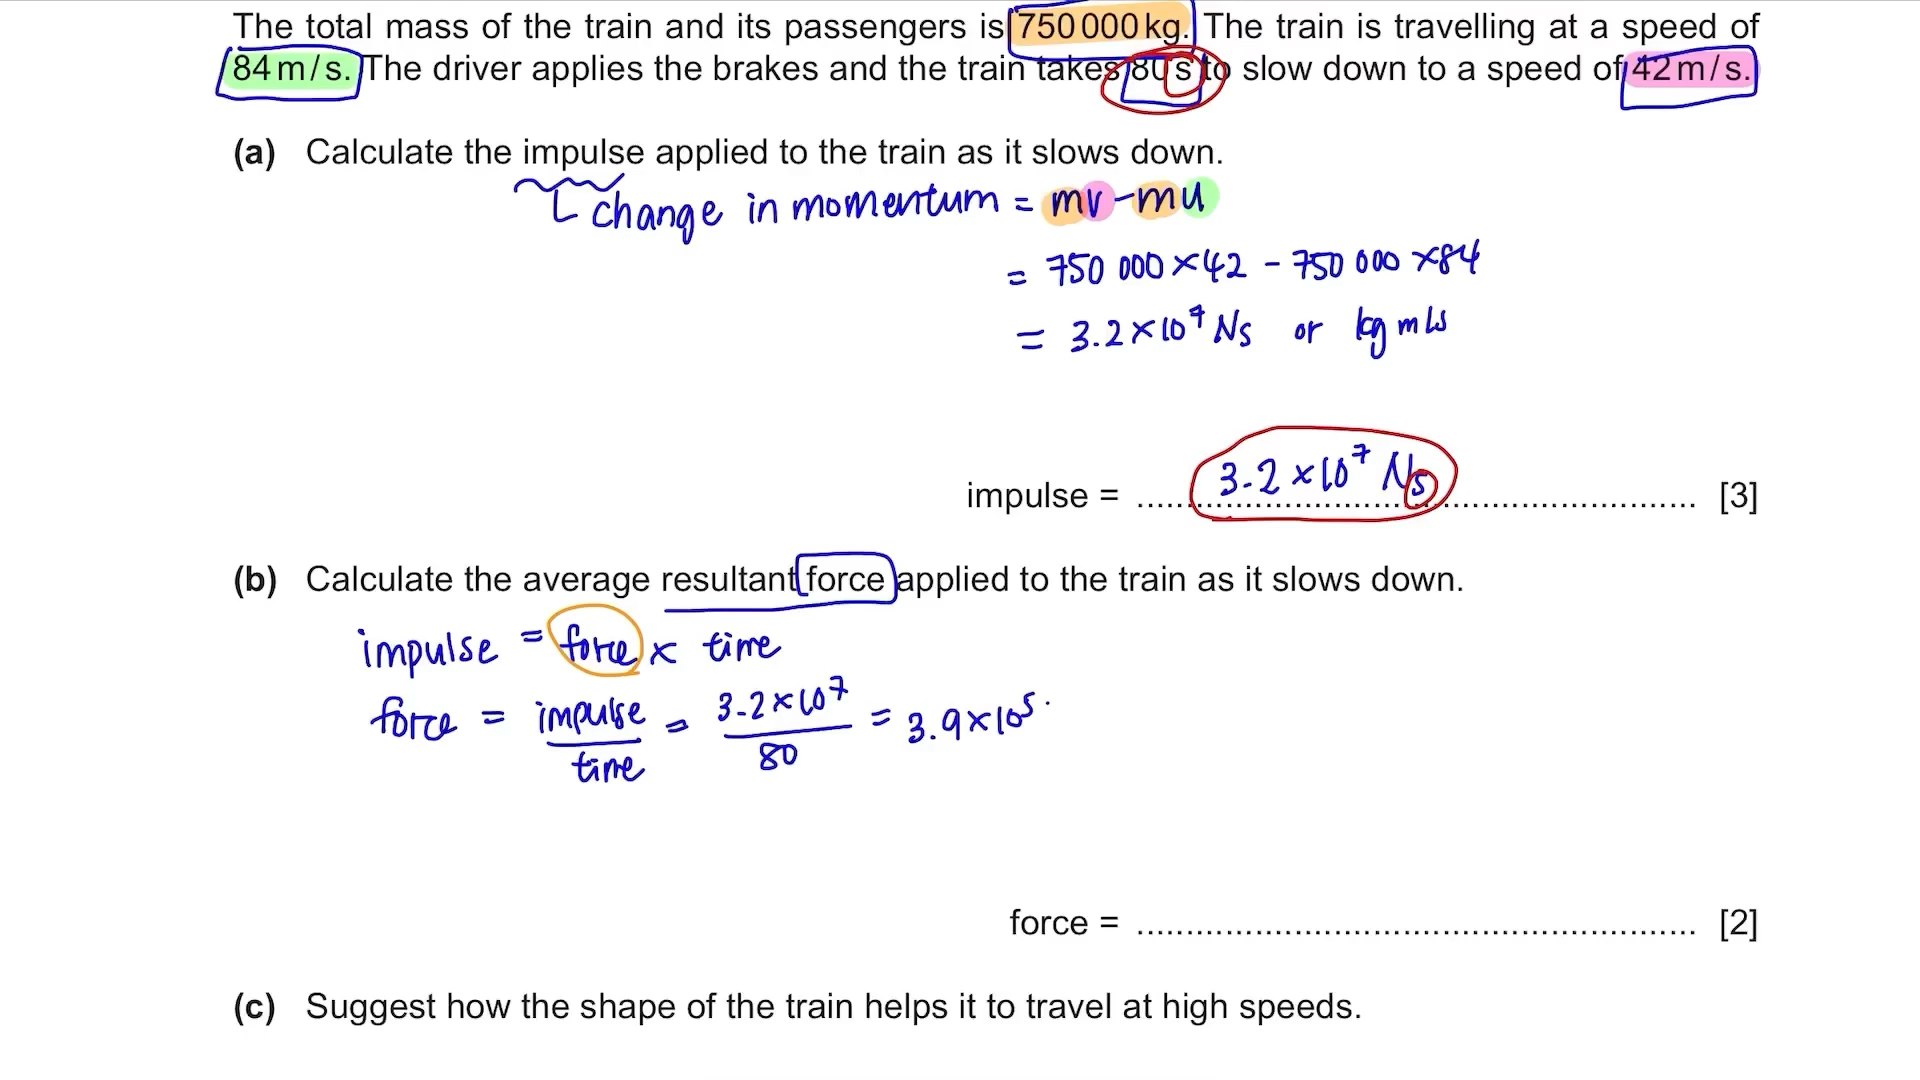 The total mass of the train and its passengers is 750 000 kg. The train is travelling at a speed of
84 m / s. The driver applies the brakes and the train takes 80 s to slow down to a speed of 42 m / s.
(a) Calculate the impulse applied to the train as it slows down.
change in momentum = mv - mu
= 750 000 × 42 - 750 000 × 84
= 3.2 × 10⁷ Ns or kg m/s
3.2 × 10⁷ Ns
impulse = ........................................................ [3]
(b) Calculate the average resultant force applied to the train as it slows down.
impulse = force × time
force = impulse / time = 3.2 × 10⁷ / 80 = 3.9 × 10⁵
force = ........................................................ [2]
(c) Suggest how the shape of the train helps it to travel at high speeds.